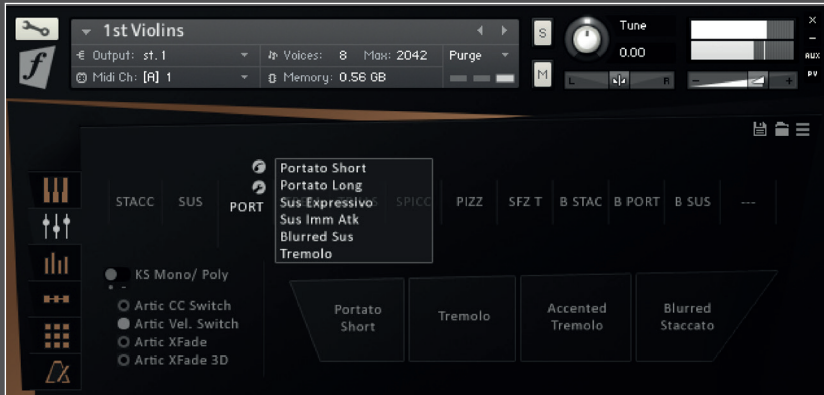 1st Violins
Output: st.1
Voices: 8 Max: 2042
Purge
Midi Ch: [A] 1
Memory: 0.56 GB
S
M
Tune
0.00
L
R
-
+
×
–
AUX
PV
Portato Short
Portato Long
Sus Expressivo
Sus Imm Atk
Blurred Sus
Tremolo
STACC
SUS
PORT
SPICC
PIZZ
SFZ T
B STAC
B PORT
B SUS
---
KS Mono/ Poly
Artic CC Switch
Artic Vel. Switch
Artic XFade
Artic XFade 3D
Portato
Short
Tremolo
Accented
Tremolo
Blurred
Staccato